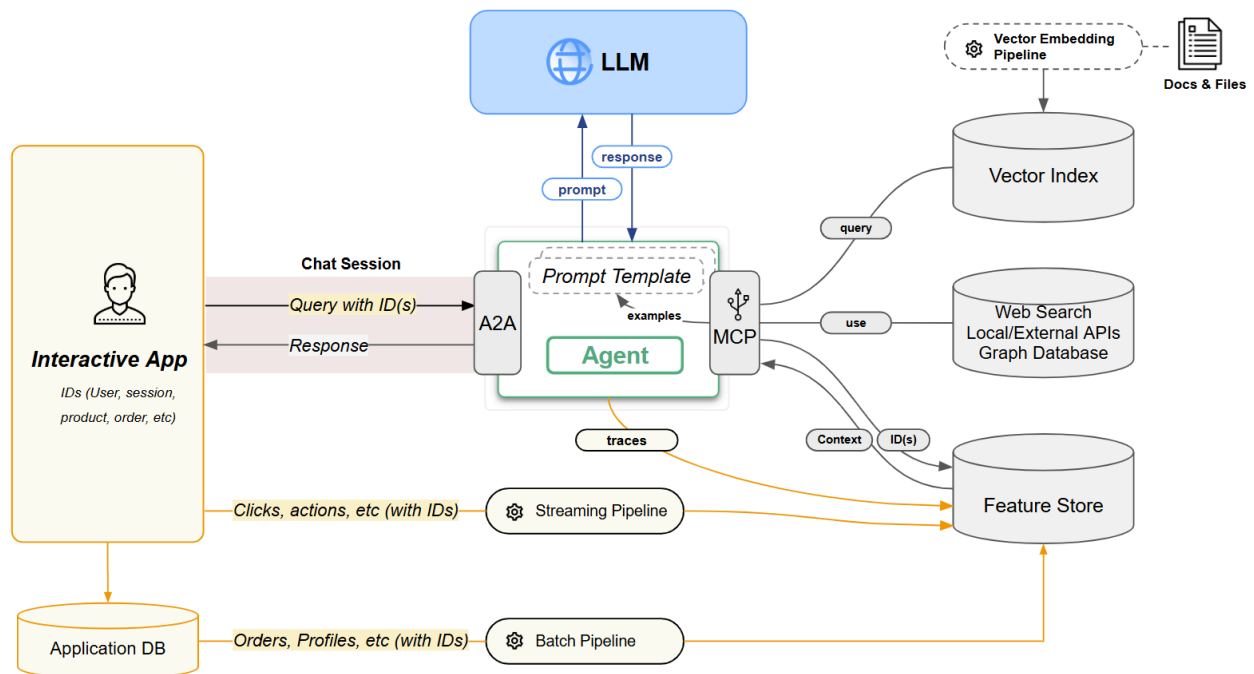 LLM
Vector Embedding
Pipeline
Docs & Files
response
prompt
Vector Index
query
Chat Session
Query with ID(s)
Response
A2A
Prompt Template
examples
Agent
MCP
use
Web Search
Local/External APIs
Graph Database
Interactive App
IDs (User, session,
product, order, etc)
traces
Context
ID(s)
Feature Store
Clicks, actions, etc (with IDs)
Streaming Pipeline
Application DB
Orders, Profiles, etc (with IDs)
Batch Pipeline